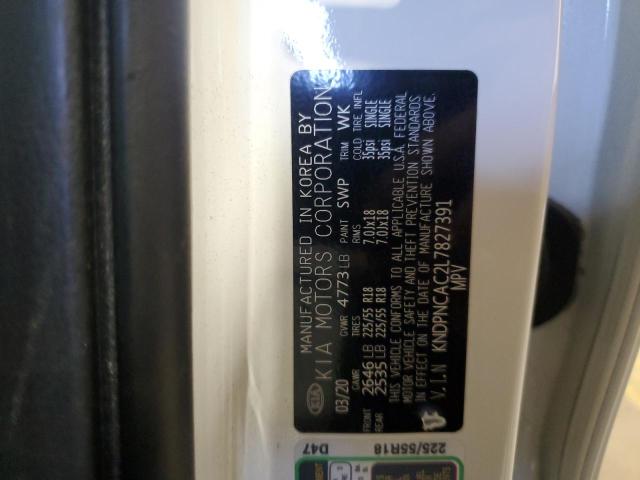 MANUFACTURED IN KOREA BY
KIA MOTORS CORPORATION
03/20 GVWR 4773 LB PAINT SWP TRIM WK
GAWR TIRES RIMS COLD TIRE INFL
FRONT 2646 LB 225/55 R18 7.0Jx18 35psi SINGLE
REAR 2535 LB 225/55 R18 7.0Jx18 35psi SINGLE
THIS VEHICLE CONFORMS TO ALL APPLICABLE U.S.A. FEDERAL
MOTOR VEHICLE SAFETY AND THEFT PREVENTION STANDARDS
IN EFFECT ON THE DATE OF MANUFACTURE SHOWN ABOVE.
V.I.N KNDPNCAC2L7827391
MPV
KIA
D47
225/55R18